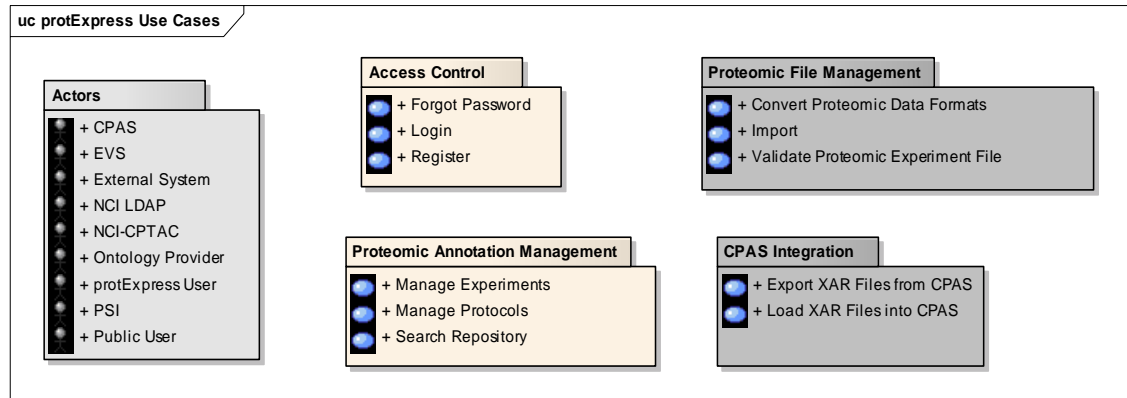 uc protExpress Use Cases
Actors
+ CPAS
+ EVS
+ External System
+ NCI LDAP
+ NCI-CPTAC
+ Ontology Provider
+ protExpress User
+ PSI
+ Public User
Access Control
+ Forgot Password
+ Login
+ Register
Proteomic File Management
+ Convert Proteomic Data Formats
+ Import
+ Validate Proteomic Experiment File
Proteomic Annotation Management
+ Manage Experiments
+ Manage Protocols
+ Search Repository
CPAS Integration
+ Export XAR Files from CPAS
+ Load XAR Files into CPAS